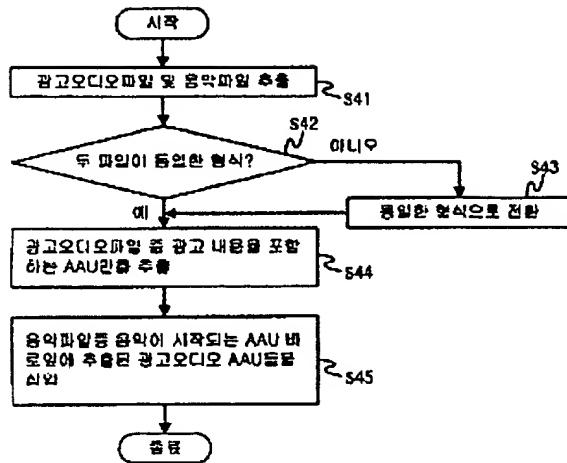 시작
광고오디오파일 및 음악파일 추출
S41
S42
두 파일이 동일한 형식?
아니오
S43
예
동일한 형식으로 전환
광고오디오파일 중 광고 내용을 포함
하는 AAU만을 추출
S44
음악파일중 음악이 시작되는 AAU 바
로앞에 추출된 광고오디오 AAU들을
삽입
S45
종료